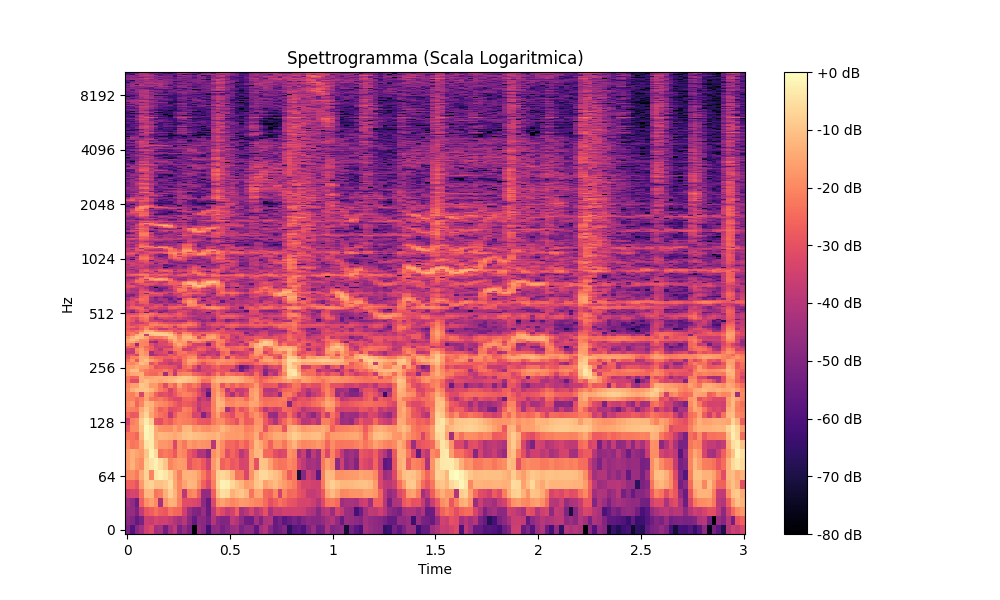 Spettrogramma (Scala Logaritmica)
Hz
8192
4096
2048
1024
512
256
128
64
0
0
0.5
1
1.5
2
2.5
3
Time
+0 dB
-10 dB
-20 dB
-30 dB
-40 dB
-50 dB
-60 dB
-70 dB
-80 dB